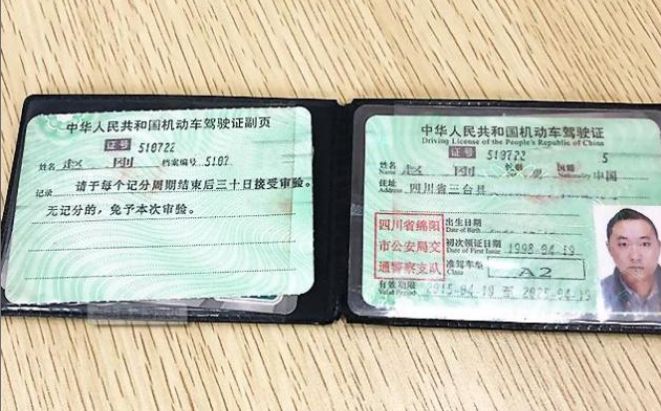 中华人民共和国机动车驾驶证副页
证号 510722
姓名 赵 刚 档案编号 5107
记录 请于每个记分周期结束后三十日接受审验。
无记分的，免予本次审验。
中华人民共和国机动车驾驶证
Driving License of the People's Republic of China
证号 510722 5
姓名 赵 刚 性别 国籍 中国
Name Nationality
住址 四川省三台县
Address
四川省绵阳
市公安局交
通警察支队
出生日期
Date of Birth
初次领证日期 1998-04-19
Date of First Issue
准驾车型 A2
Class
有效期限 2015-04-19 至 2025-04-19
Valid Period